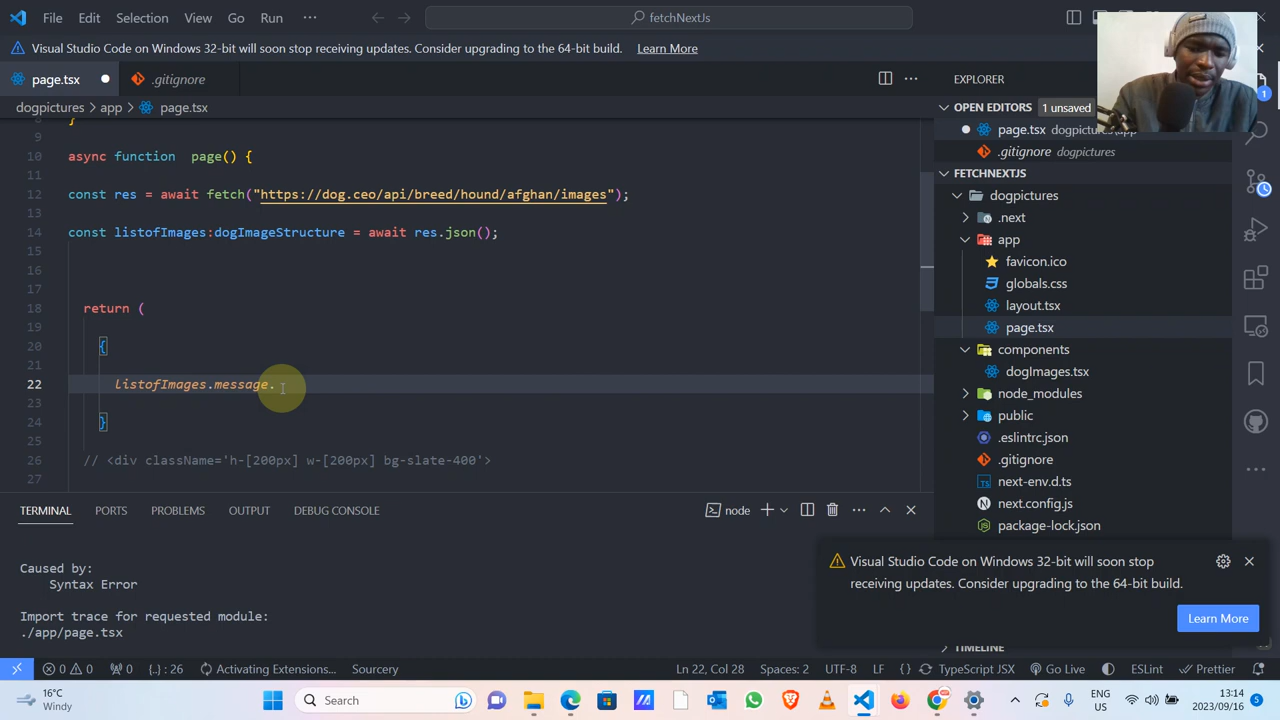 File Edit Selection View Go Run ··· fetchNextJs
Visual Studio Code on Windows 32-bit will soon stop receiving updates. Consider upgrading to the 64-bit build. Learn More
page.tsx .gitignore ···
dogpictures > app > page.tsx
8 }
9
10 async function page() {
11
12 const res = await fetch("https://dog.ceo/api/breed/hound/afghan/images");
13
14 const listofImages:dogImageStructure = await res.json();
15
16
17
18 return (
19
20 {
21
22 listofImages.message.
23
24 }
25
26 // <div className='h-[200px] w-[200px] bg-slate-400'>
27
TERMINAL PORTS PROBLEMS OUTPUT DEBUG CONSOLE node
Caused by:
Syntax Error
Import trace for requested module:
./app/page.tsx
EXPLORER
OPEN EDITORS 1 unsaved
page.tsx dogpictures\app
.gitignore dogpictures
FETCHNEXTJS
dogpictures
.next
app
favicon.ico
globals.css
layout.tsx
page.tsx
components
dogImages.tsx
node_modules
public
.eslintrc.json
.gitignore
next-env.d.ts
next.config.js
package-lock.json
TIMELINE
1
Visual Studio Code on Windows 32-bit will soon stop
receiving updates. Consider upgrading to the 64-bit build.
Learn More
0 0 0 {..} : 26 Activating Extensions... Sourcery Ln 22, Col 28 Spaces: 2 UTF-8 LF { } TypeScript JSX Go Live ESLint Prettier
16°C
Windy
Search
ENG
US
13:14
2023/09/16
5